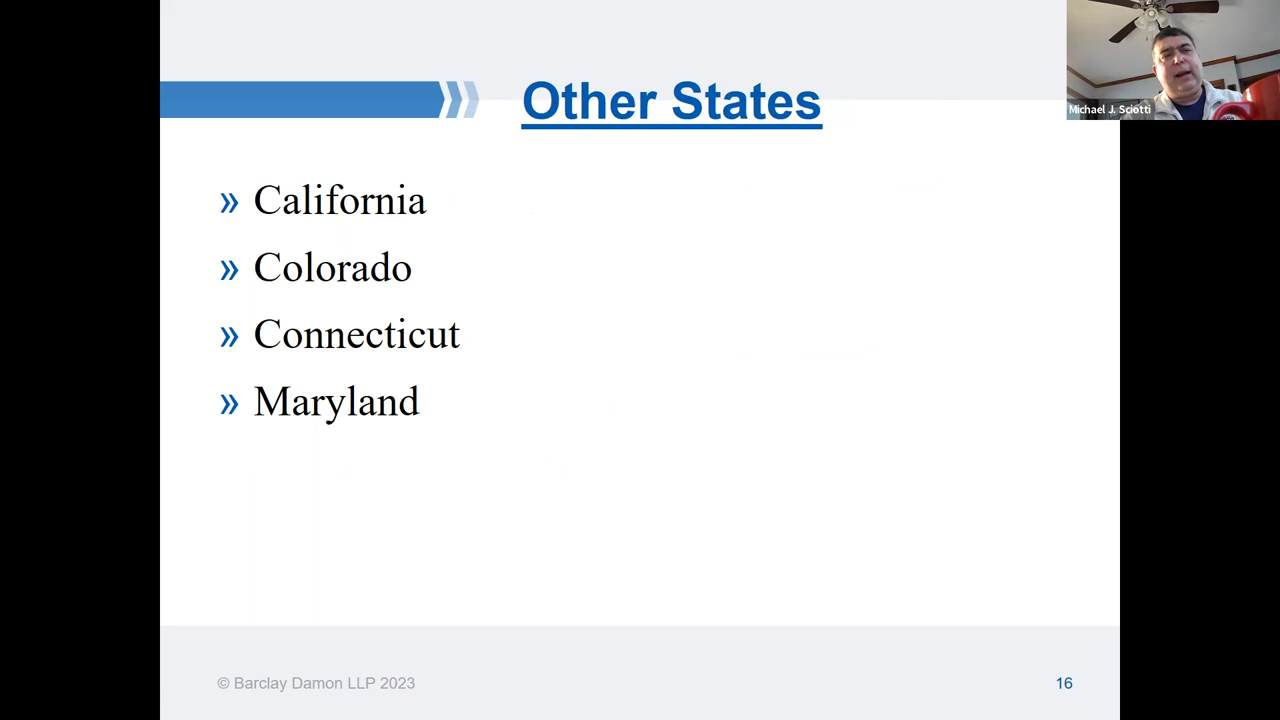 Other States
Michael J. Sciotti
» California
» Colorado
» Connecticut
» Maryland
© Barclay Damon LLP 2023
16